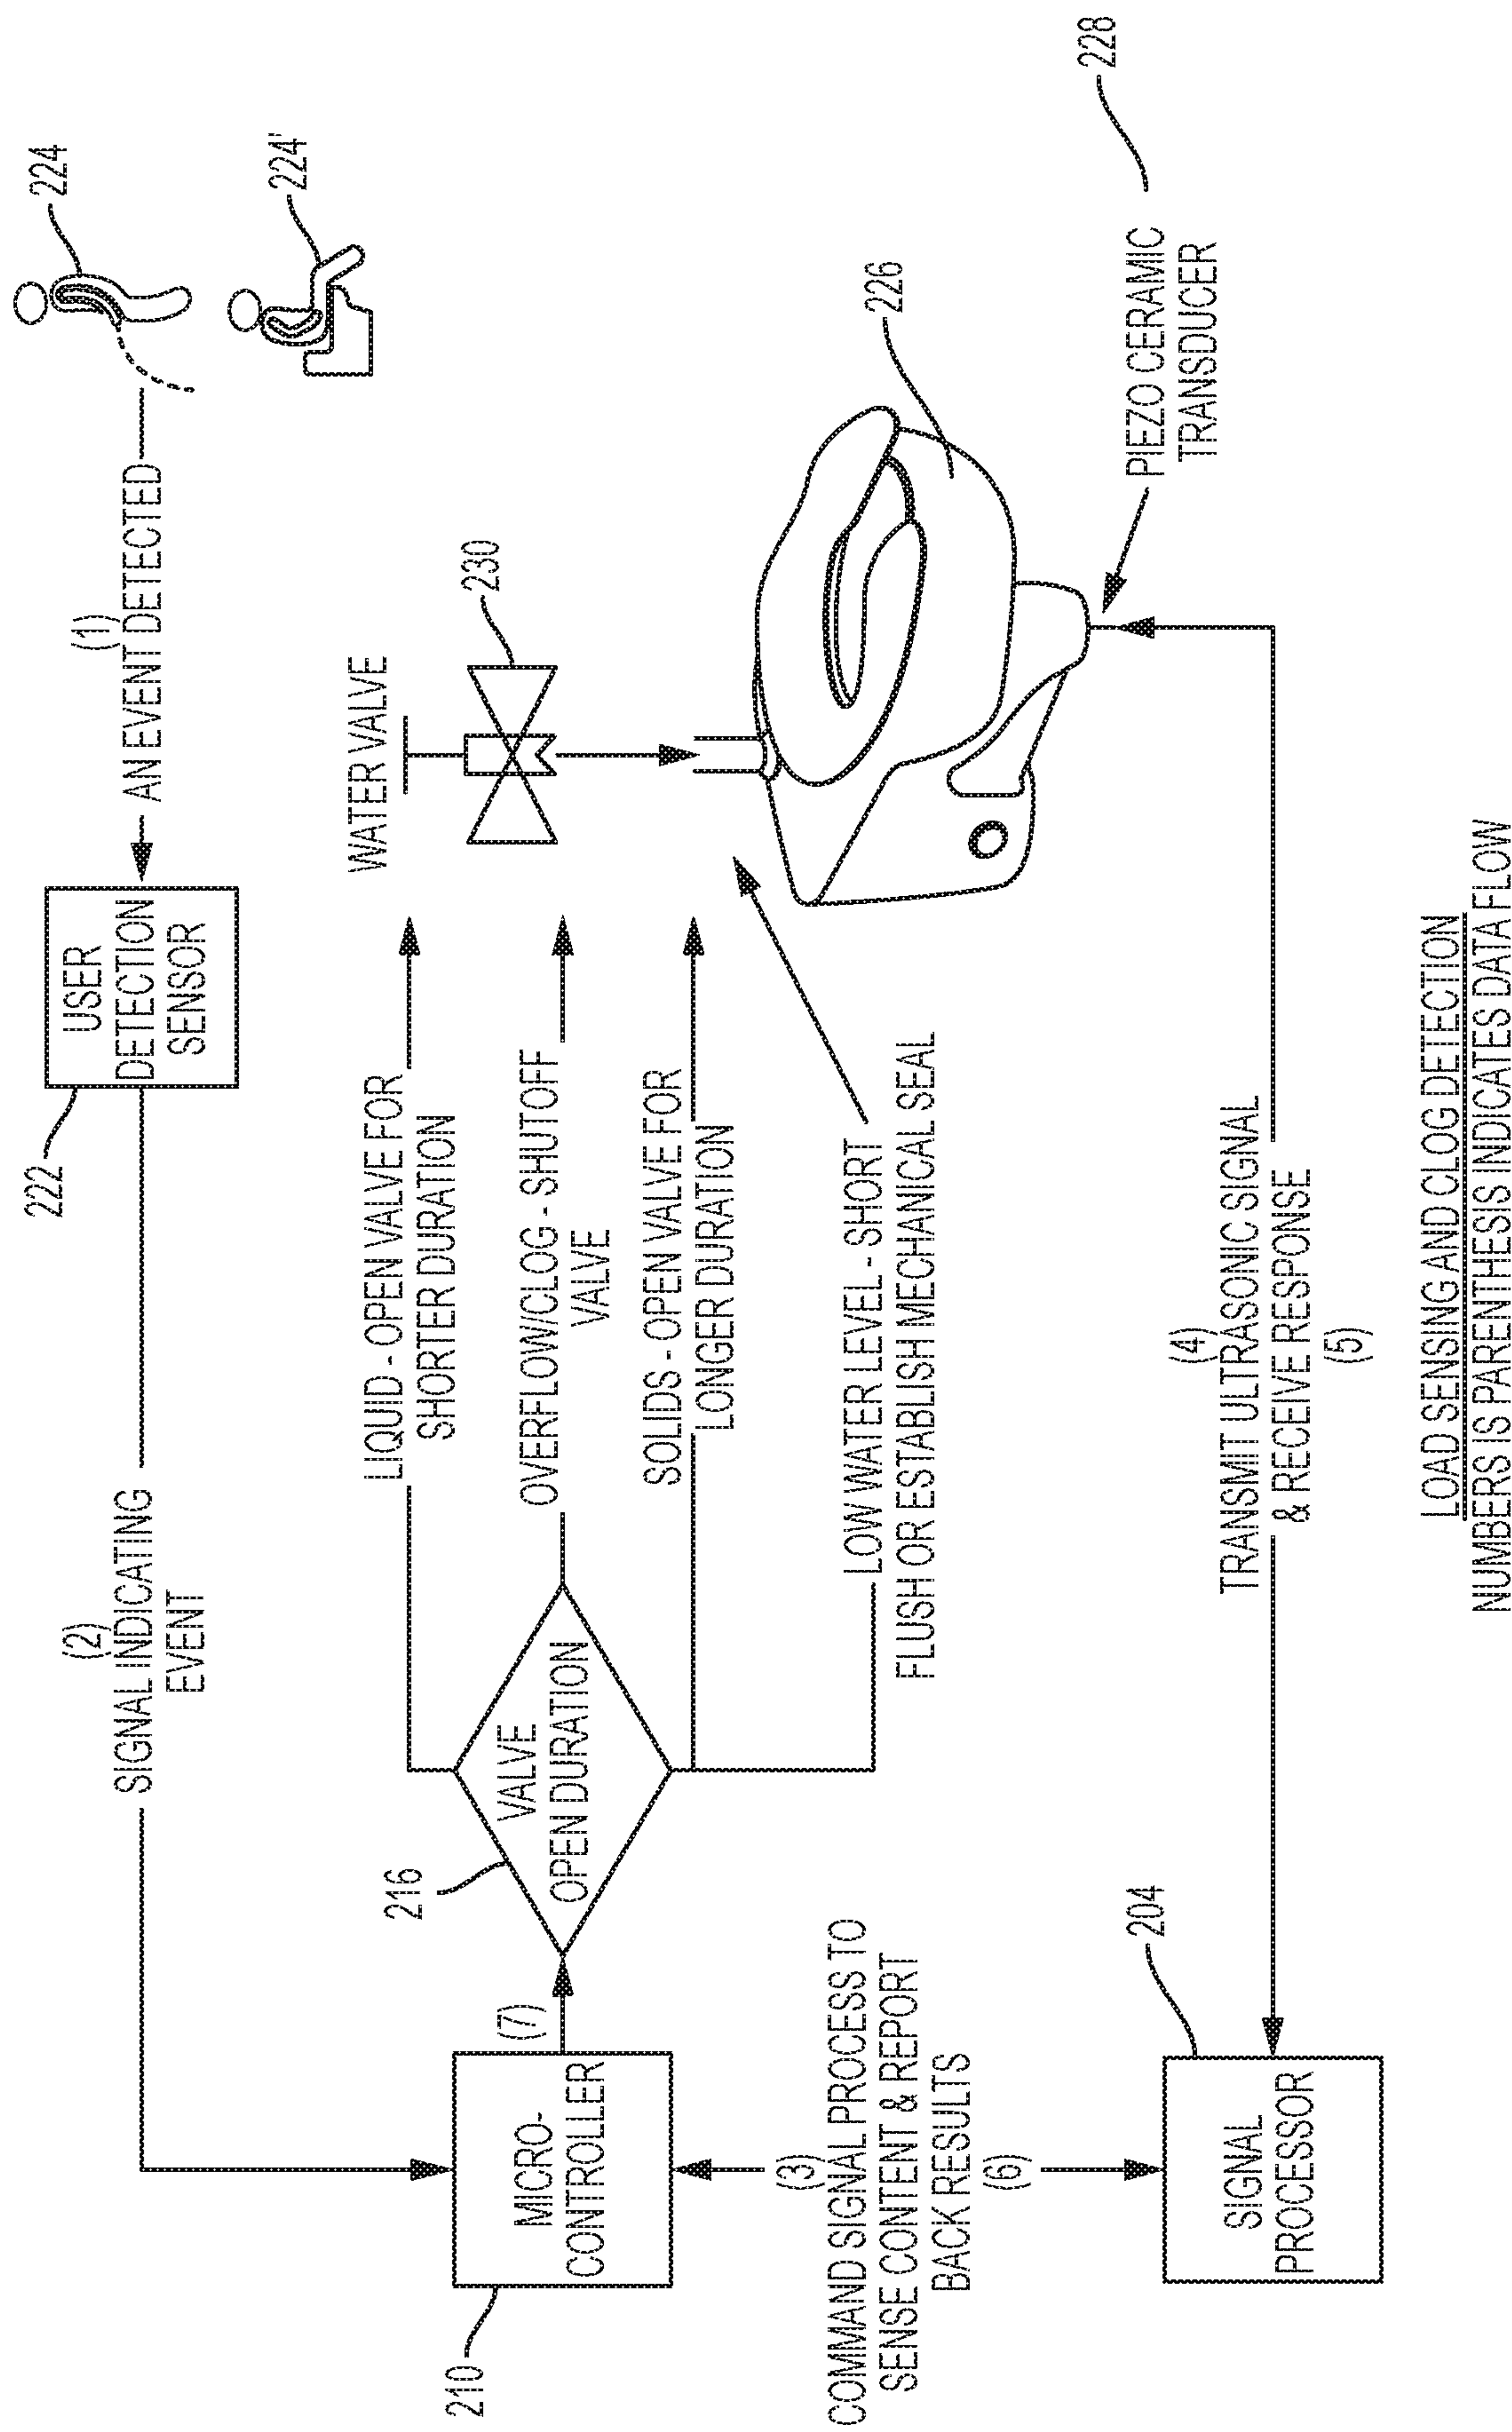 224
224'
(1)
AN EVENT DETECTED
USER
DETECTION
SENSOR
222
(2)
SIGNAL INDICATING
EVENT
WATER VALVE
230
LIQUID - OPEN VALVE FOR
SHORTER DURATION
OVERFLOW/CLOG - SHUTOFF
VALVE
SOLIDS - OPEN VALVE FOR
LONGER DURATION
LOW WATER LEVEL - SHORT
FLUSH OR ESTABLISH MECHANICAL SEAL
216
VALVE
OPEN DURATION
(7)
MICRO-
CONTROLLER
210
226
228
PIEZO CERAMIC
TRANSDUCER
(3)
COMMAND SIGNAL PROCESS TO
SENSE CONTENT & REPORT
BACK RESULTS
(6)
204
SIGNAL
PROCESSOR
(4)
TRANSMIT ULTRASONIC SIGNAL
& RECEIVE RESPONSE
(5)
LOAD SENSING AND CLOG DETECTION
NUMBERS IS PARENTHESIS INDICATES DATA FLOW